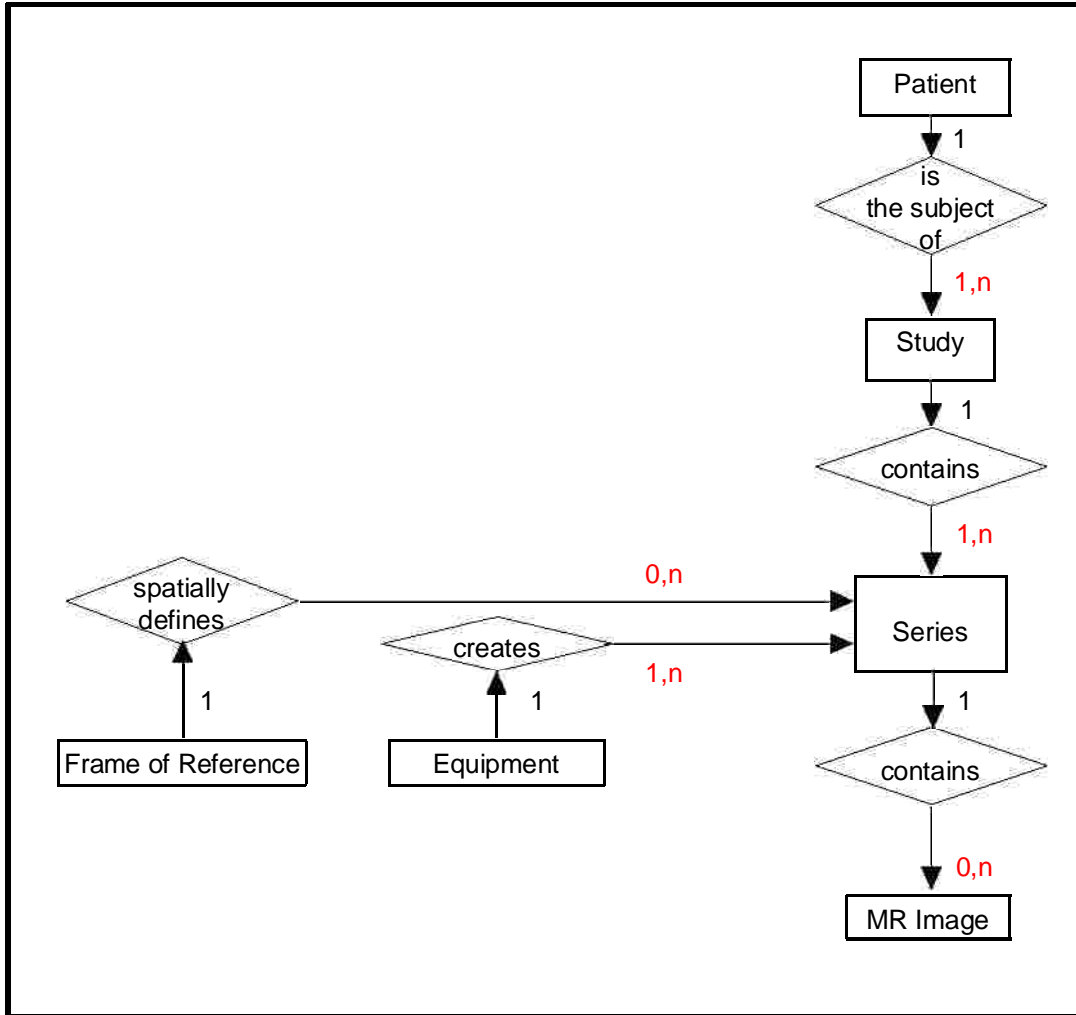 Patient
1
is
the subject
of
1,n
Study
1
contains
1,n
spatially
defines
0,n
creates
1,n
Series
1
1
1
Frame of Reference
Equipment
contains
0,n
MR Image